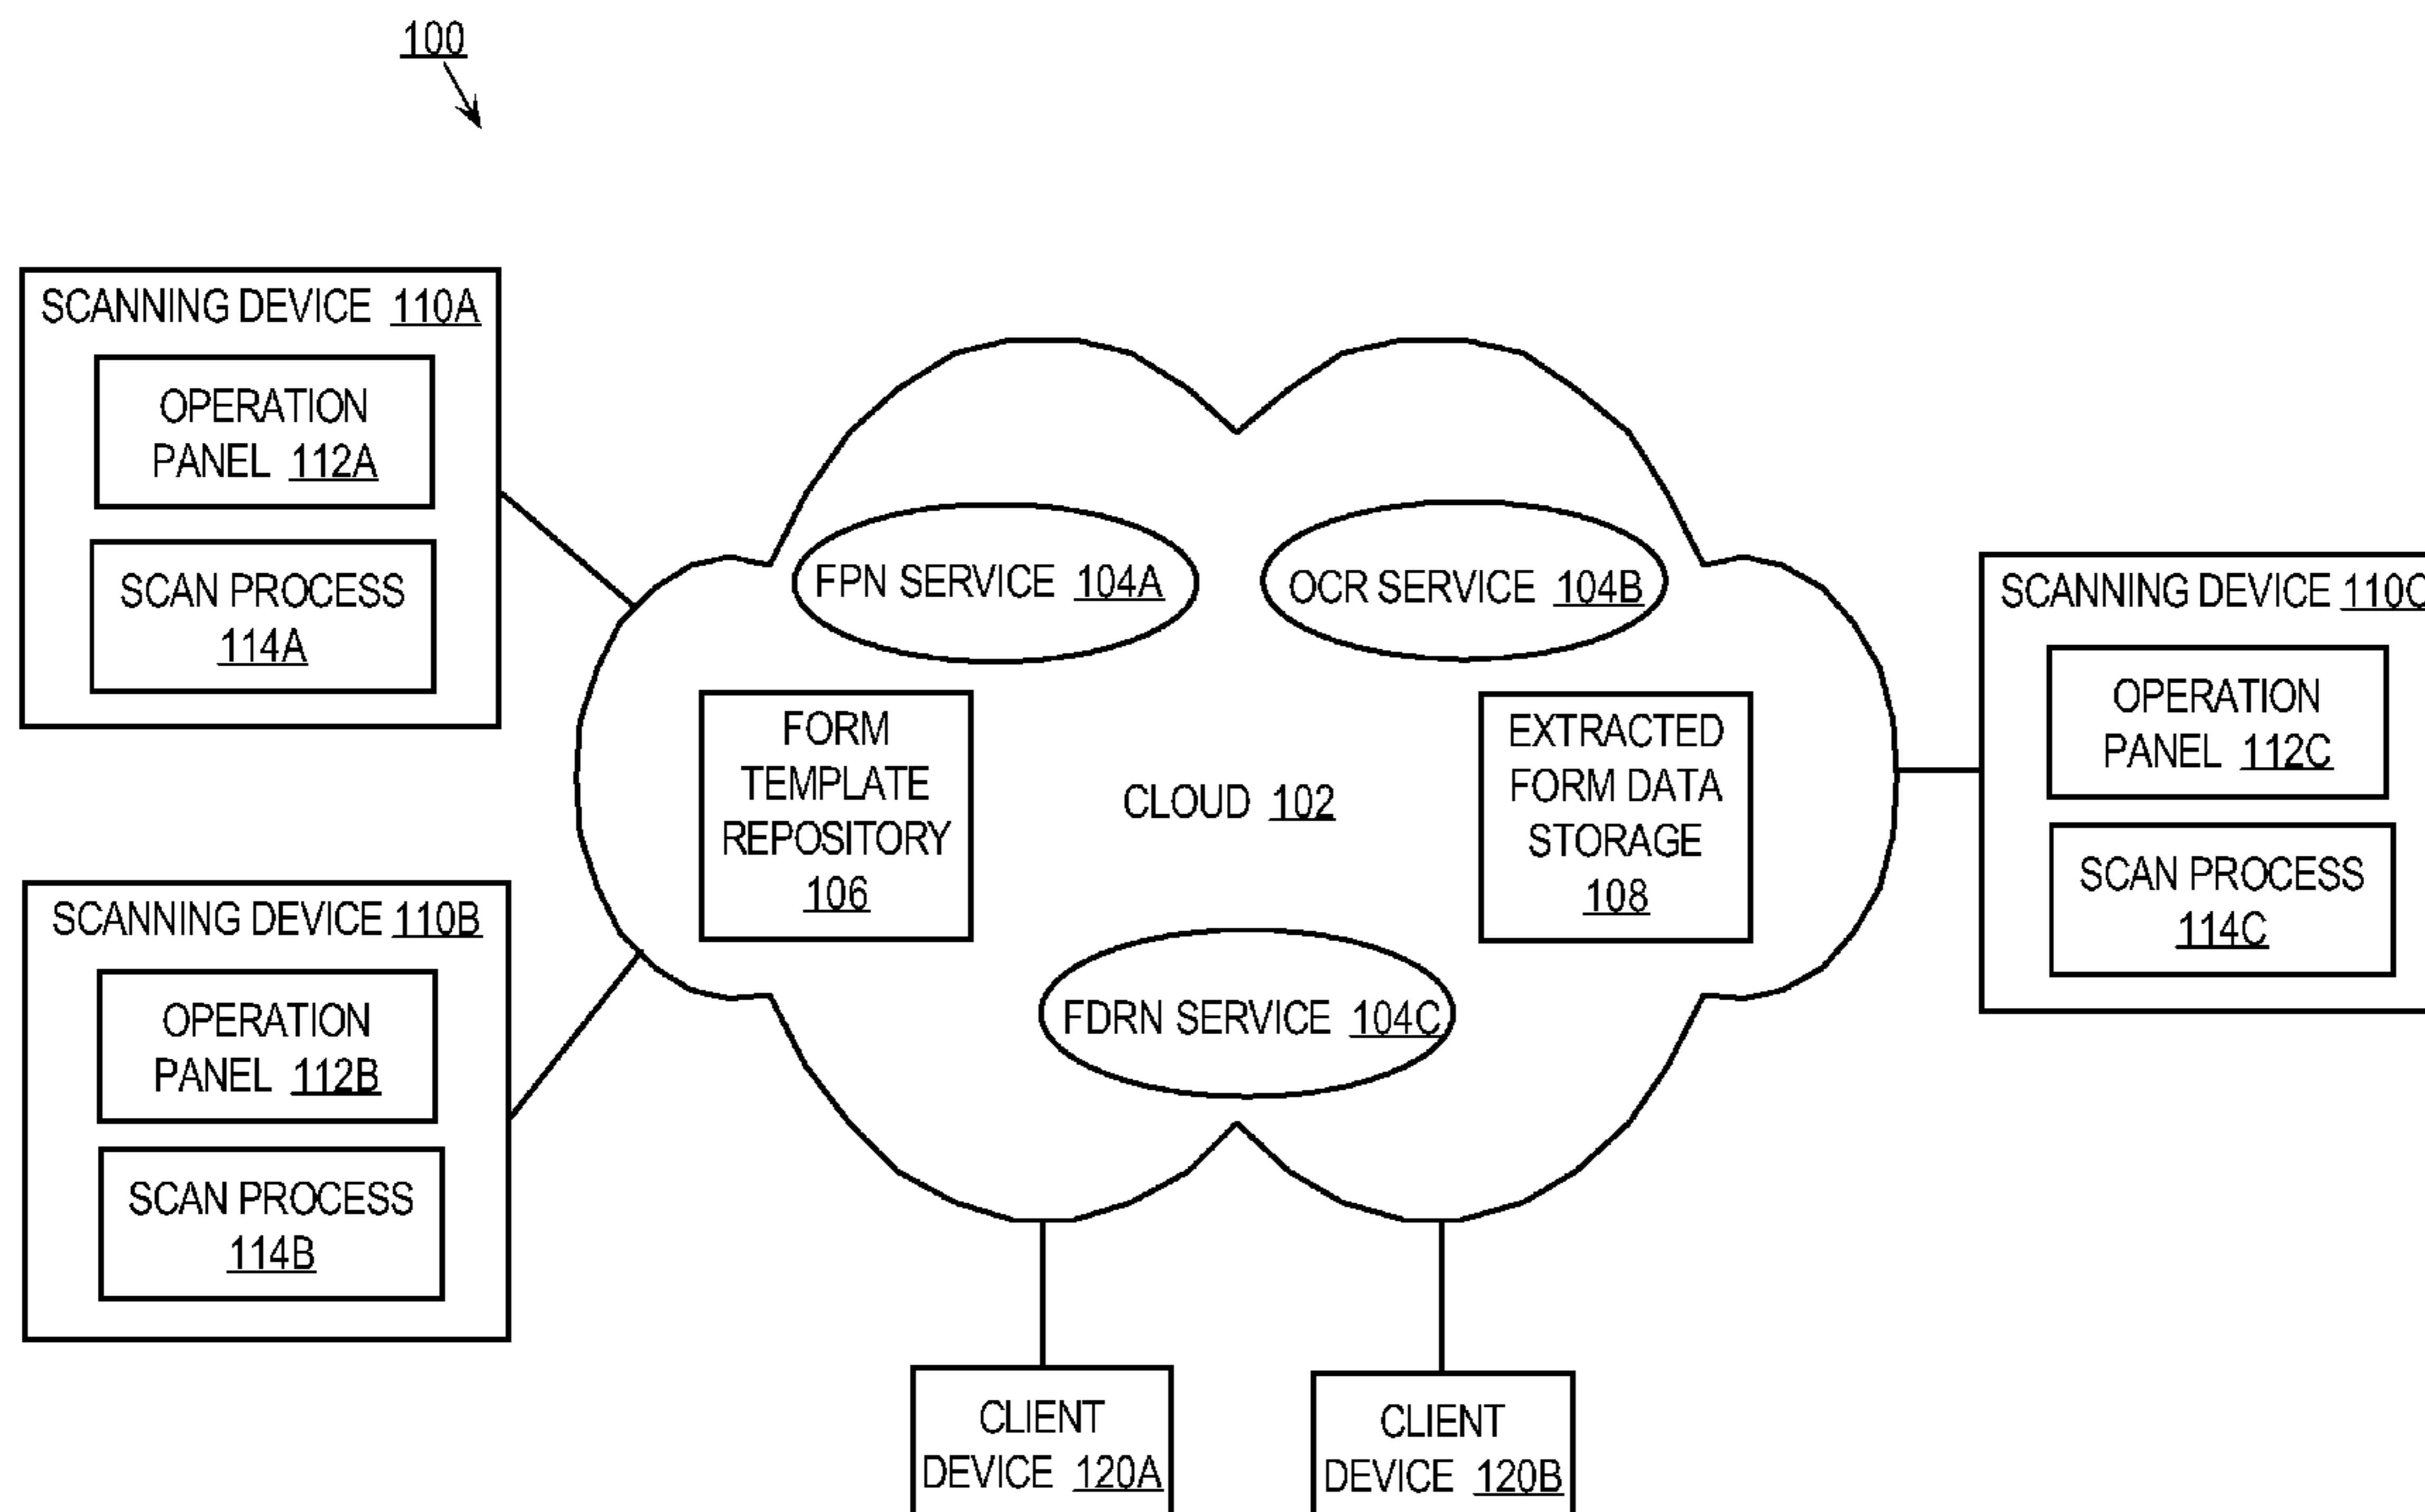 100
SCANNING DEVICE 110A
OPERATION
PANEL 112A
SCAN PROCESS
114A
SCANNING DEVICE 110B
OPERATION
PANEL 112B
SCAN PROCESS
114B
FPN SERVICE 104A
OCR SERVICE 104B
FORM
TEMPLATE
REPOSITORY
106
CLOUD 102
EXTRACTED
FORM DATA
STORAGE
108
FDRN SERVICE 104C
SCANNING DEVICE 110C
OPERATION
PANEL 112C
SCAN PROCESS
114C
CLIENT
DEVICE 120A
CLIENT
DEVICE 120B